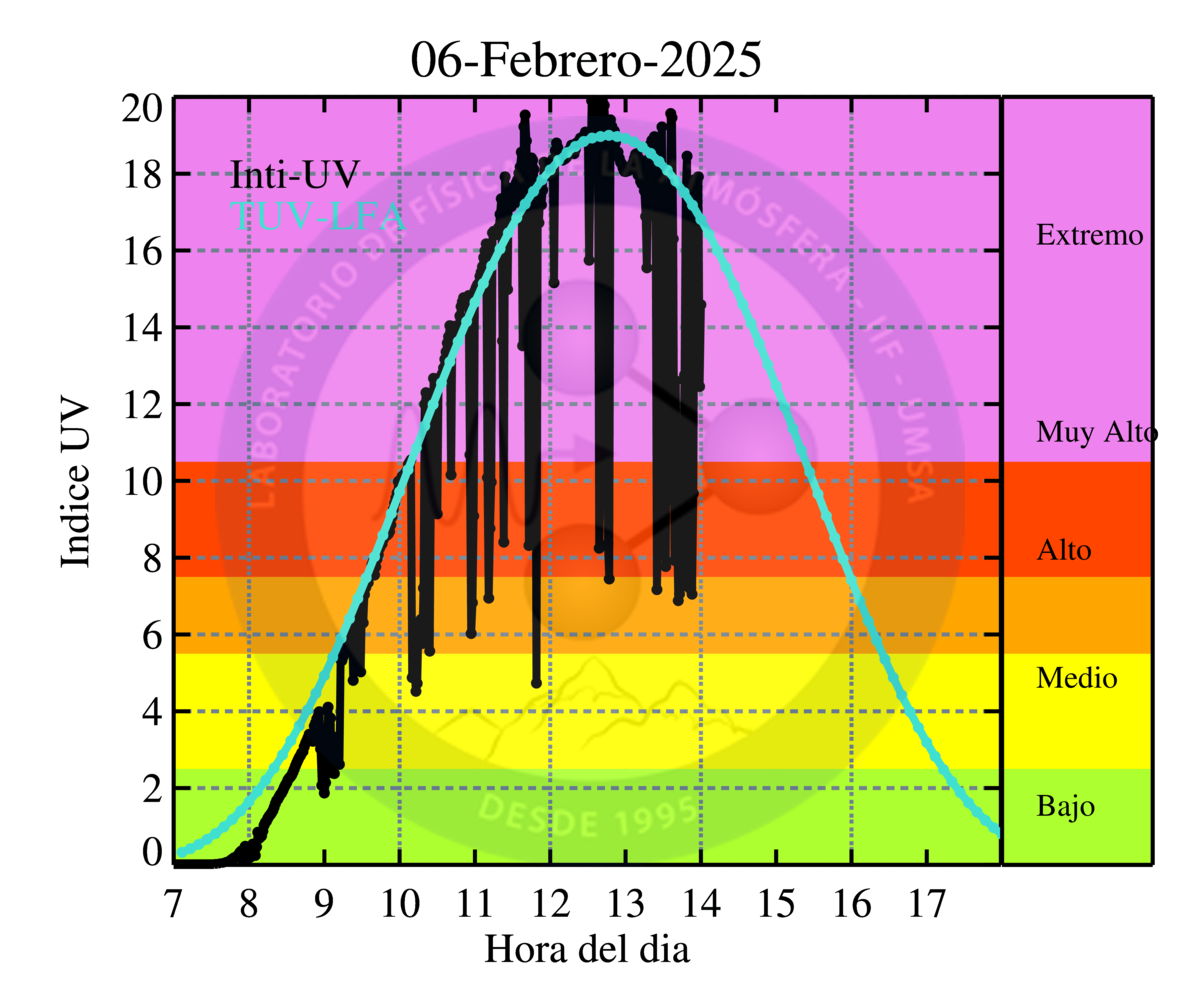 06-Febrero-2025
20
18
16
14
12
10
8
6
4
2
0
Indice UV
Inti-UV
TUV-LFA
LABORATORIO DE FÍSICA DE LA ATMÓSFERA - IIF - UMSA
DESDE 1995
Extremo
Muy Alto
Alto
Medio
Bajo
7 8 9 10 11 12 13 14 15 16 17
Hora del dia